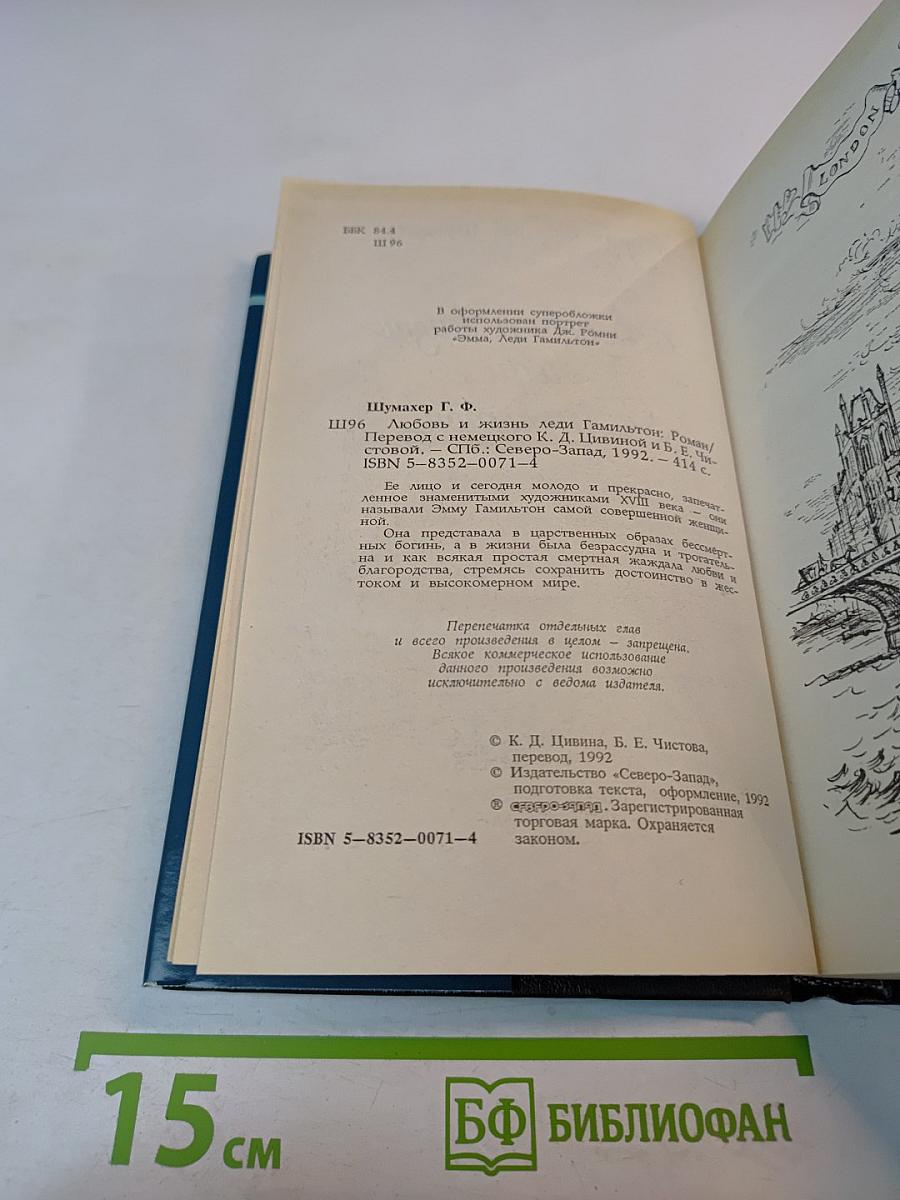 ББК 84.4
Ш 96
В оформлении суперобложки
использован портрет
работы художника Дж. Ромни
«Эмма, Леди Гамильтон»
Шумахер Г. Ф.
Ш96 Любовь и жизнь леди Гамильтон: Роман/
Перевод с немецкого К. Д. Цивиной и Б. Е. Чи-
стовой. — СПб.: Северо-Запад, 1992. — 414 с.
ISBN 5—8352—0071—4
Ее лицо и сегодня молодо и прекрасно, запечат-
ленное знаменитыми художниками XVIII века — они
называли Эмму Гамильтон самой совершенной женщи-
ной.
Она представала в царственных образах бессмерт-
ных богинь, а в жизни была безрассудна и трогатель-
на и как всякая простая смертная жаждала любви и
благородства, стремясь сохранить достоинство в жес-
током и высокомерном мире.
Перепечатка отдельных глав
и всего произведения в целом — запрещена.
Всякое коммерческое использование
данного произведения возможно
исключительно с ведома издателя.
© К. Д. Цивина, Б. Е. Чистова,
перевод, 1992
© Издательство «Северо-Запад»,
подготовка текста, оформление, 1992
® СЕВЕРО-ЗАПАД. Зарегистрированная
торговая марка. Охраняется
законом.
ISBN 5—8352—0071—4
LONDON
15 см
БФ БИБЛИОФАН